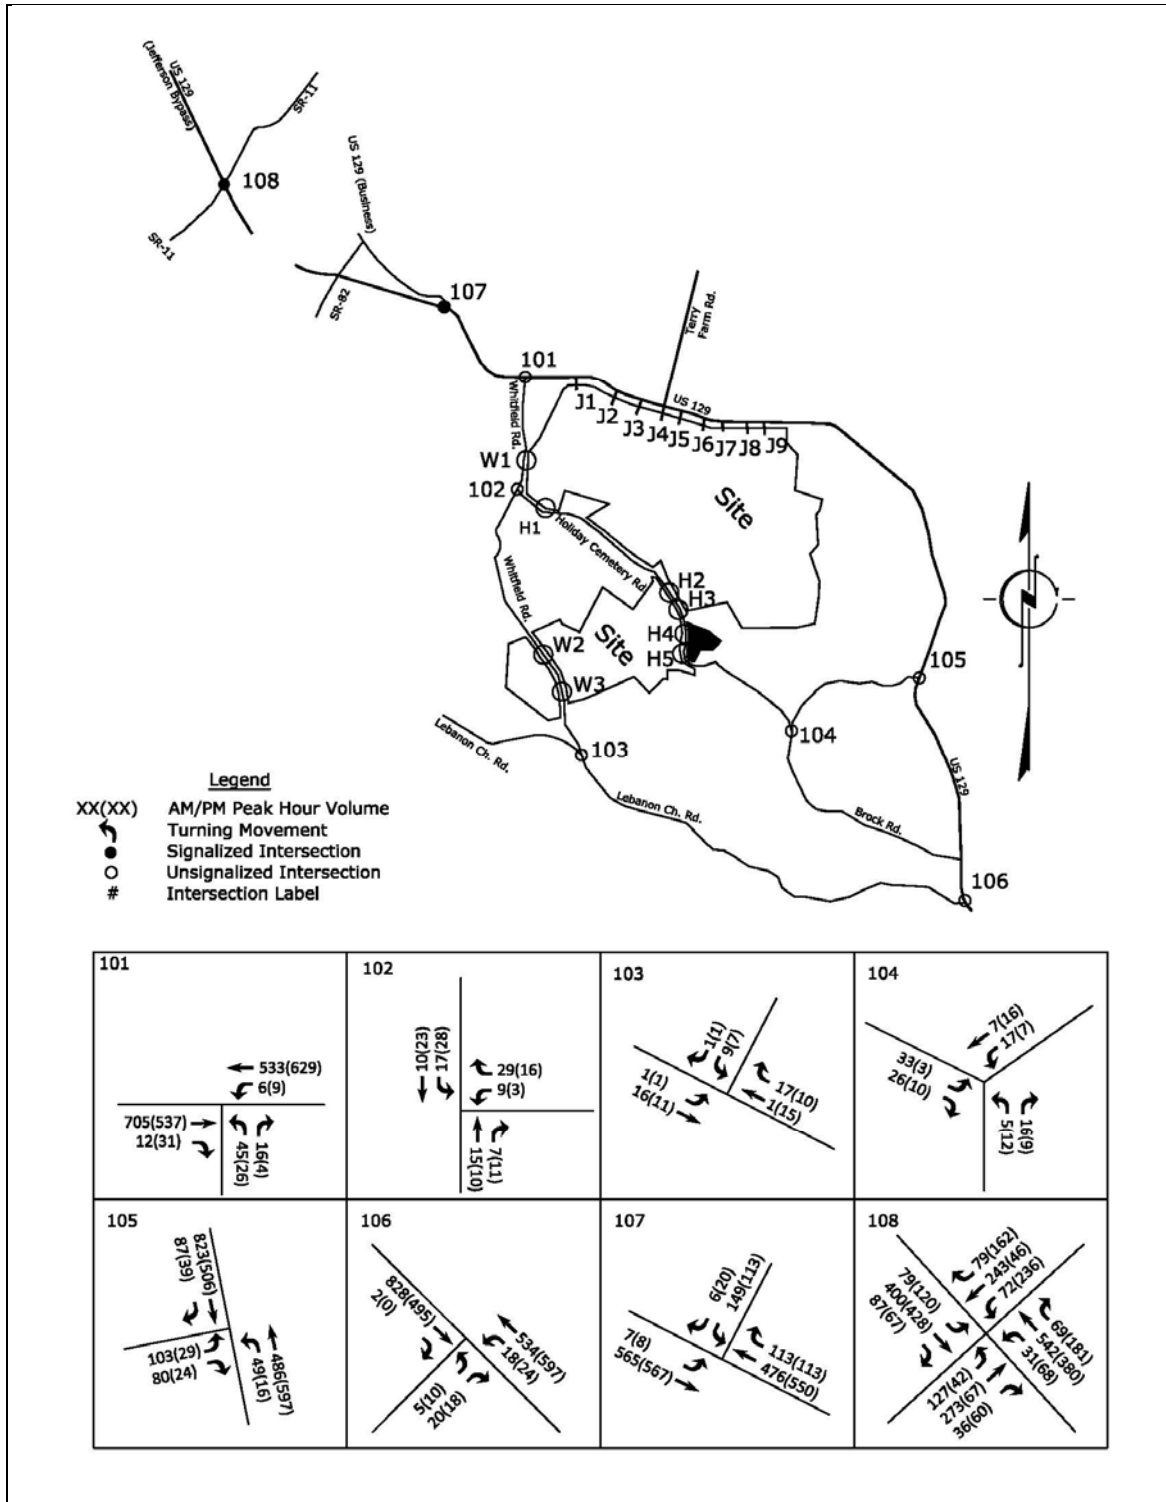 US 129
(Jefferson Bypass)
SR-11
108
SR-11
US 129 (Business)
SR-82
107
101
Terry
Farm Rd.
Whitfield Rd.
US 129
J1
J2
J3
J4
J5
J6
J7
J8
J9
W1
102
H1
Site
Holiday Cemetery Rd
Whitfield Rd.
H2
H3
H4
H5
Site
W2
W3
105
104
103
Lebanon Ch. Rd.
Lebanon Ch. Rd.
Brock Rd.
US 129
106
Legend
XX(XX) AM/PM Peak Hour Volume
Turning Movement
Signalized Intersection
Unsignalized Intersection
# Intersection Label
101
533(629)
6(9)
705(537)
12(31)
45(26)
16(4)
102
10(23)
17(28)
29(16)
9(3)
15(10)
7(11)
103
1(1)
9(7)
1(1)
16(11)
17(10)
1(15)
104
7(16)
17(7)
33(3)
26(10)
5(12)
16(9)
105
823(506)
87(39)
103(29)
80(24)
49(16)
486(597)
106
828(495)
2(0)
534(597)
18(24)
5(10)
20(18)
107
6(20)
149(113)
7(8)
565(567)
113(113)
476(550)
108
79(162)
243(46)
72(236)
79(120)
400(428)
87(67)
69(181)
542(380)
31(68)
127(42)
273(67)
36(60)